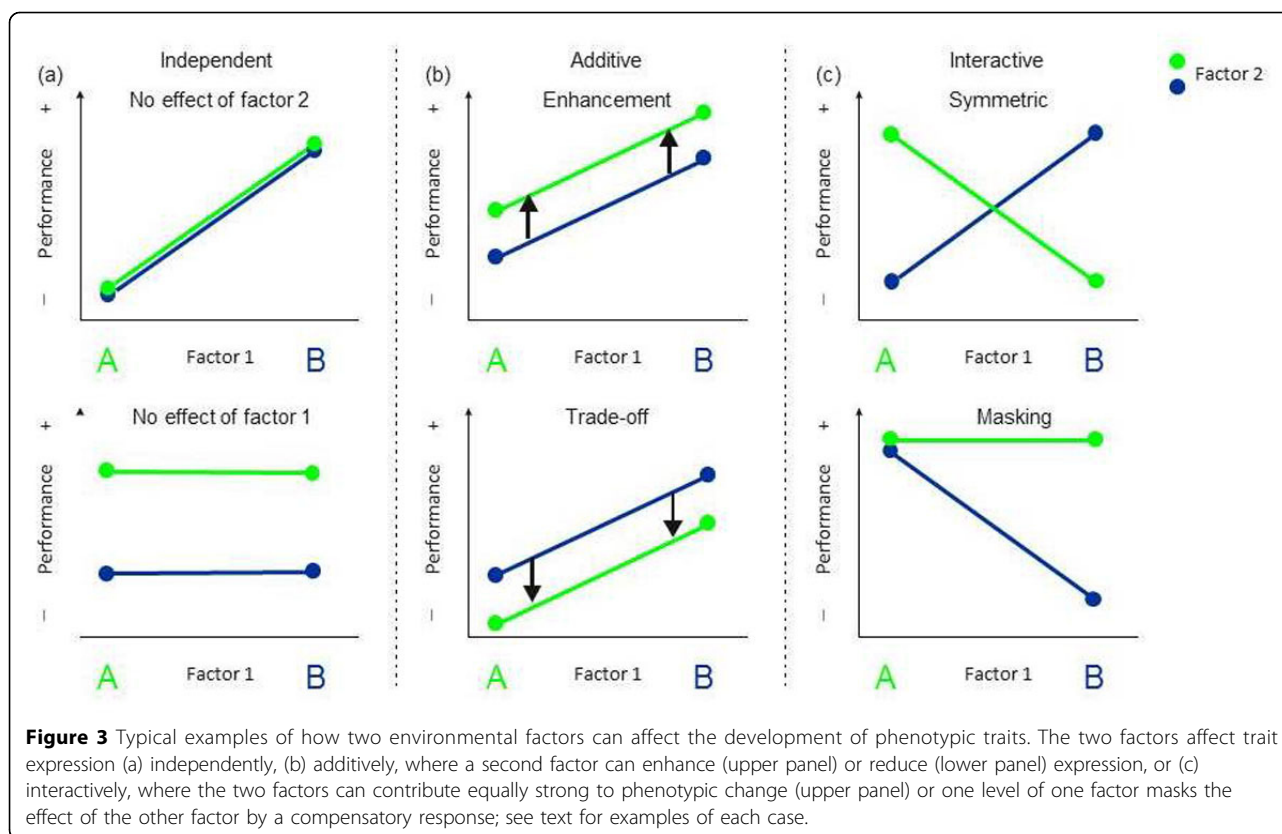 (a) Independent
No effect of factor 2
+
Performance
–
A Factor 1 B
No effect of factor 1
+
Performance
–
A Factor 1 B
(b) Additive
Enhancement
+
Performance
–
A Factor 1 B
Trade-off
+
Performance
–
A Factor 1 B
(c) Interactive
Symmetric
+
Performance
–
A Factor 1 B
Masking
+
Performance
–
A Factor 1 B
Factor 2
Figure 3 Typical examples of how two environmental factors can affect the development of phenotypic traits. The two factors affect trait
expression (a) independently, (b) additively, where a second factor can enhance (upper panel) or reduce (lower panel) expression, or (c)
interactively, where the two factors can contribute equally strong to phenotypic change (upper panel) or one level of one factor masks the
effect of the other factor by a compensatory response; see text for examples of each case.